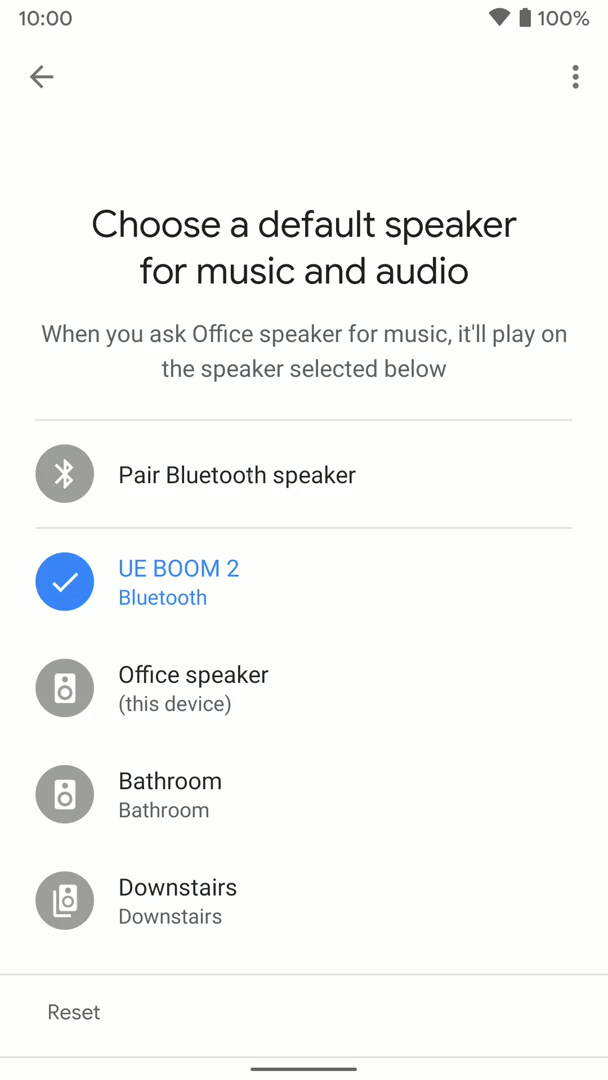 10:00
100%
Choose a default speaker
for music and audio
When you ask Office speaker for music, it'll play on
the speaker selected below
Pair Bluetooth speaker
UE BOOM 2
Bluetooth
Office speaker
(this device)
Bathroom
Bathroom
Downstairs
Downstairs
Reset